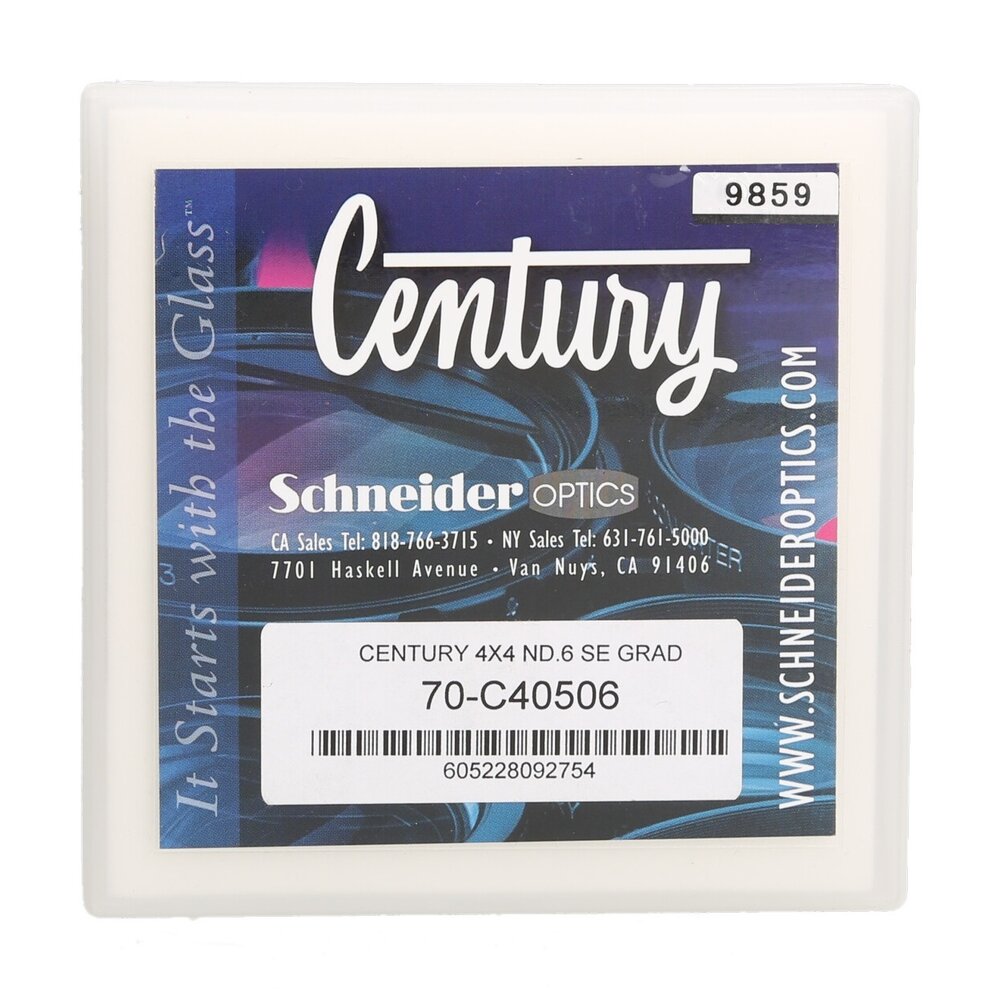 9859
Century
Schneider OPTICS
CA Sales Tel: 818-766-3715 • NY Sales Tel: 631-761-5000
7701 Haskell Avenue • Van Nuys, CA 91406
It Starts with the Glass™
WWW.SCHNEIDEROPTICS.COM
CENTURY 4X4 ND.6 SE GRAD
70-C40506
605228092754
3